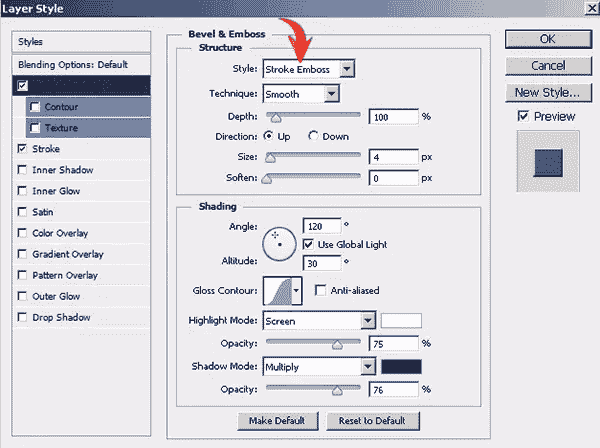 Layer Style
Styles
Blending Options: Default
Contour
Texture
Stroke
Inner Shadow
Inner Glow
Satin
Color Overlay
Gradient Overlay
Pattern Overlay
Outer Glow
Drop Shadow
Bevel & Emboss
Structure
Style: Stroke Emboss
Technique: Smooth
Depth: 100 %
Direction: Up Down
Size: 4 px
Soften: 0 px
Shading
Angle: 120 °
Use Global Light
Altitude: 30 °
Gloss Contour: Anti-aliased
Highlight Mode: Screen
Opacity: 75 %
Shadow Mode: Multiply
Opacity: 76 %
Make Default Reset to Default
OK
Cancel
New Style...
Preview